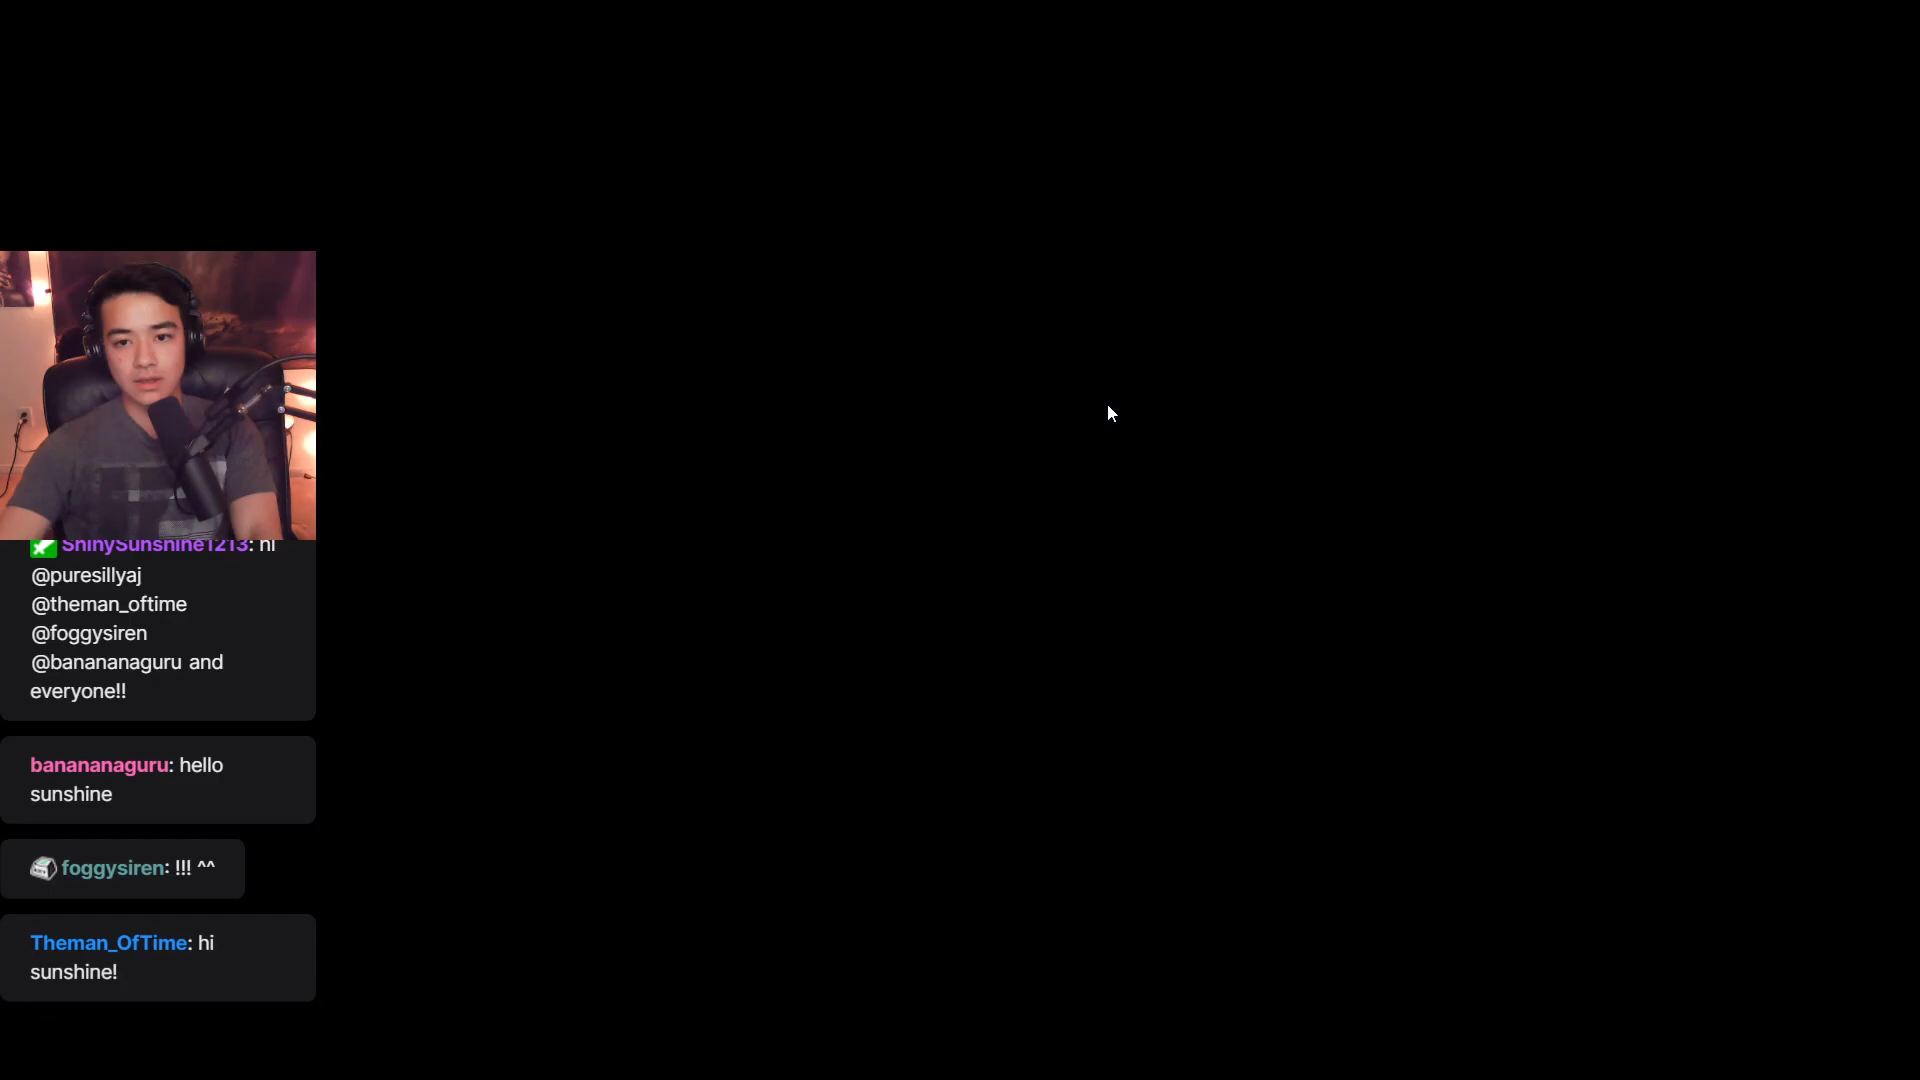 ShinySunshine1213: hi
@puresillyaj
@theman_oftime
@foggysiren
@banananaguru and
everyone!!
banananaguru: hello
sunshine
foggysiren: !!! ^^
Theman_OfTime: hi
sunshine!